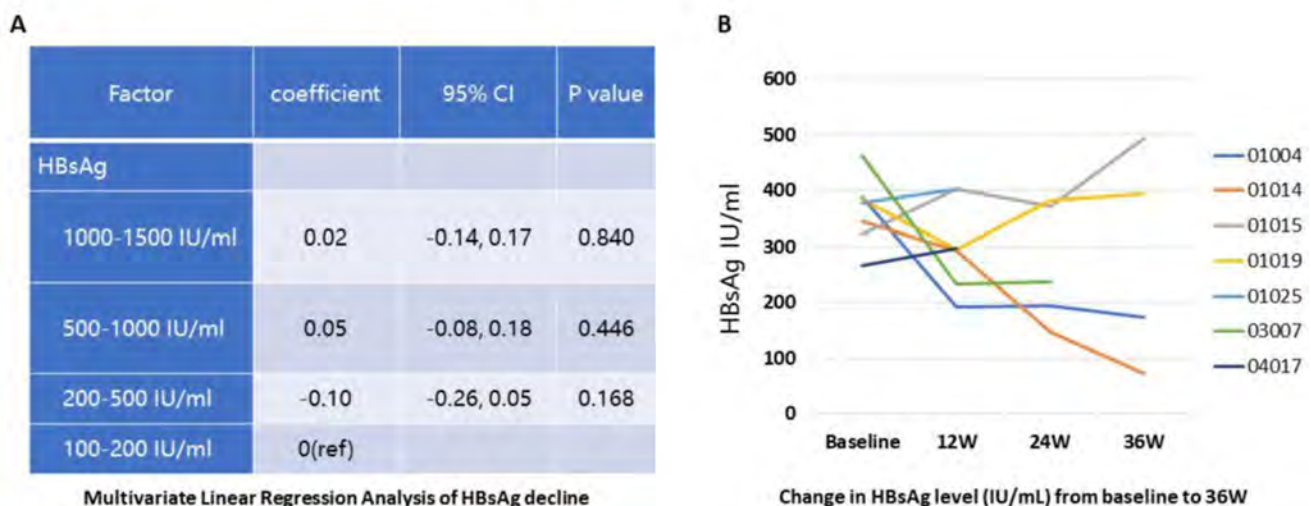 A
Factor coefficient 95% CI P value
HBsAg
1000-1500 IU/ml 0.02 -0.14, 0.17 0.840
500-1000 IU/ml 0.05 -0.08, 0.18 0.446
200-500 IU/ml -0.10 -0.26, 0.05 0.168
100-200 IU/ml 0(ref)
Multivariate Linear Regression Analysis of HBsAg decline
B
HBsAg IU/ml
600
500
400
300
200
100
0
Baseline 12W 24W 36W
01004
01014
01015
01019
01025
03007
04017
Change in HBsAg level (IU/mL) from baseline to 36W